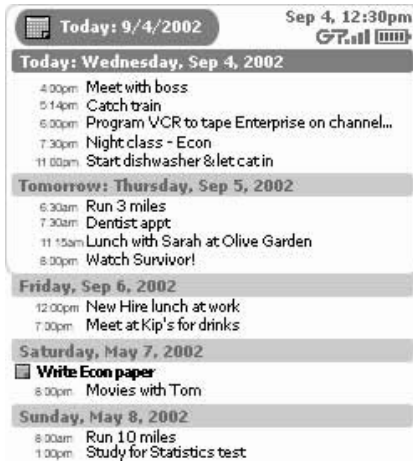 Today: 9/4/2002
Sep 4, 12:30pm
G
Today: Wednesday, Sep 4, 2002
4:00pm Meet with boss
5:14pm Catch train
6:00pm Program VCR to tape Enterprise on channel...
7:30pm Night class - Econ
11:00pm Start dishwasher & let cat in
Tomorrow: Thursday, Sep 5, 2002
6:30am Run 3 miles
7:30am Dentist appt
11:15am Lunch with Sarah at Olive Garden
8:00pm Watch Survivor!
Friday, Sep 6, 2002
12:00pm New Hire lunch at work
7:00pm Meet at Kip's for drinks
Saturday, May 7, 2002
Write Econ paper
8:00pm Movies with Tom
Sunday, May 8, 2002
8:00am Run 10 miles
1:00pm Study for Statistics test